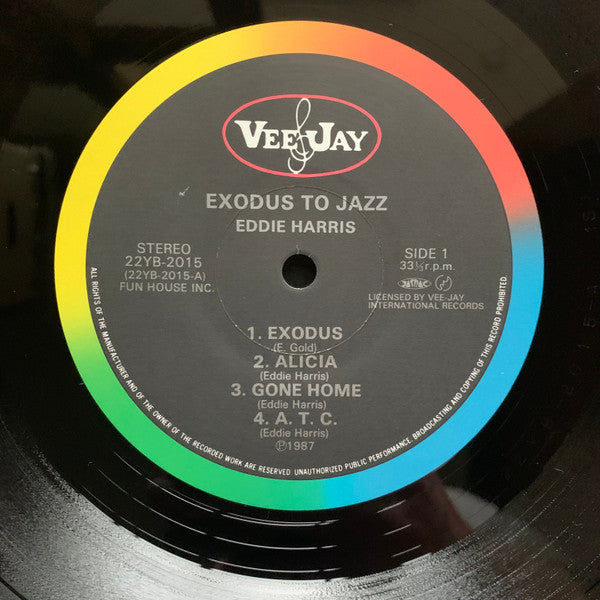 VEE JAY
EXODUS TO JAZZ
EDDIE HARRIS
STEREO
22YB-2015
(22YB-2015-A)
FUN HOUSE INC.
SIDE 1
33⅓r.p.m.
LICENSED BY VEE-JAY
INTERNATIONAL RECORDS
1. EXODUS
(E. Gold)
2. ALICIA
(Eddie Harris)
3. GONE HOME
(Eddie Harris)
4. A. T. C.
(Eddie Harris)
℗1987
ALL RIGHTS OF THE MANUFACTURER AND OF THE OWNER OF THE RECORDED WORK ARE RESERVED. UNAUTHORIZED PUBLIC PERFORMANCE. BROADCASTING AND COPYING OF THIS RECORD PROHIBITED.